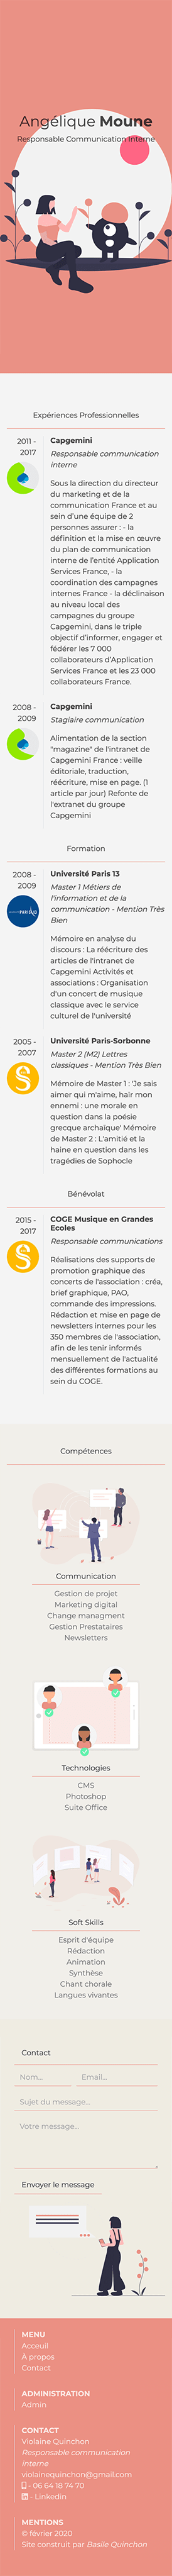 Angélique Moune
Responsable Communication Interne
Expériences Professionnelles
2011 -
2017
Capgemini
Responsable communication
interne
Sous la direction du directeur
du marketing et de la
communication France et au
sein d'une équipe de 2
personnes assurer : - la
définition et la mise en œuvre
du plan de communication
interne de l'entité Application
Services France, - la
coordination des campagnes
internes France - la déclinaison
au niveau local des
campagnes du groupe
Capgemini, dans le triple
objectif d'informer, engager et
fédérer les 7 000
collaborateurs d'Application
Services France et les 23 000
collaborateurs France.
2008 -
2009
Capgemini
Stagiaire communication
Alimentation de la section
"magazine" de l'intranet de
Capgemini France : veille
éditoriale, traduction,
réécriture, mise en page. (1
article par jour) Refonte de
l'extranet du groupe
Capgemini
Formation
2008 -
2009
Université Paris 13
Master 1 Métiers de
l'information et de la
communication - Mention Très
Bien
PARIS 13
Mémoire en analyse du
discours : La réécriture des
articles de l'intranet de
Capgemini Activités et
associations : Organisation
d'un concert de musique
classique avec le service
culturel de l'université
2005 -
2007
Université Paris-Sorbonne
Master 2 (M2) Lettres
classiques - Mention Très Bien
Mémoire de Master 1 : 'Je sais
aimer qui m'aime, hair mon
ennemi : une morale en
question dans la poésie
grecque archaïque' Mémoire
de Master 2 : L'amitié et la
haine en question dans les
tragédies de Sophocle
Bénévolat
2015 -
2017
COGE Musique en Grandes
Ecoles
Responsable communications
Réalisations des supports de
promotion graphique des
concerts de l'association : créa,
brief graphique, PAO,
commande des impressions.
Rédaction et mise en page de
newsletters internes pour les
350 membres de l'association,
afin de les tenir informés
mensuellement de l'actualité
des différentes formations au
sein du COGE.
Compétences
Communication
Gestion de projet
Marketing digital
Change managment
Gestion Prestataires
Newsletters
Technologies
CMS
Photoshop
Suite Office
Soft Skills
Esprit d'équipe
Rédaction
Animation
Synthèse
Chant chorale
Langues vivantes
Contact
Nom... Email...
Sujet du message...
Votre message...
Envoyer le message
MENU
Acceuil
À propos
Contact
ADMINISTRATION
Admin
CONTACT
Violaine Quinchon
Responsable communication
interne
violainequinchon@gmail.com
- 06 64 18 74 70
- Linkedin
MENTIONS
© février 2020
Site construit par Basile Quinchon